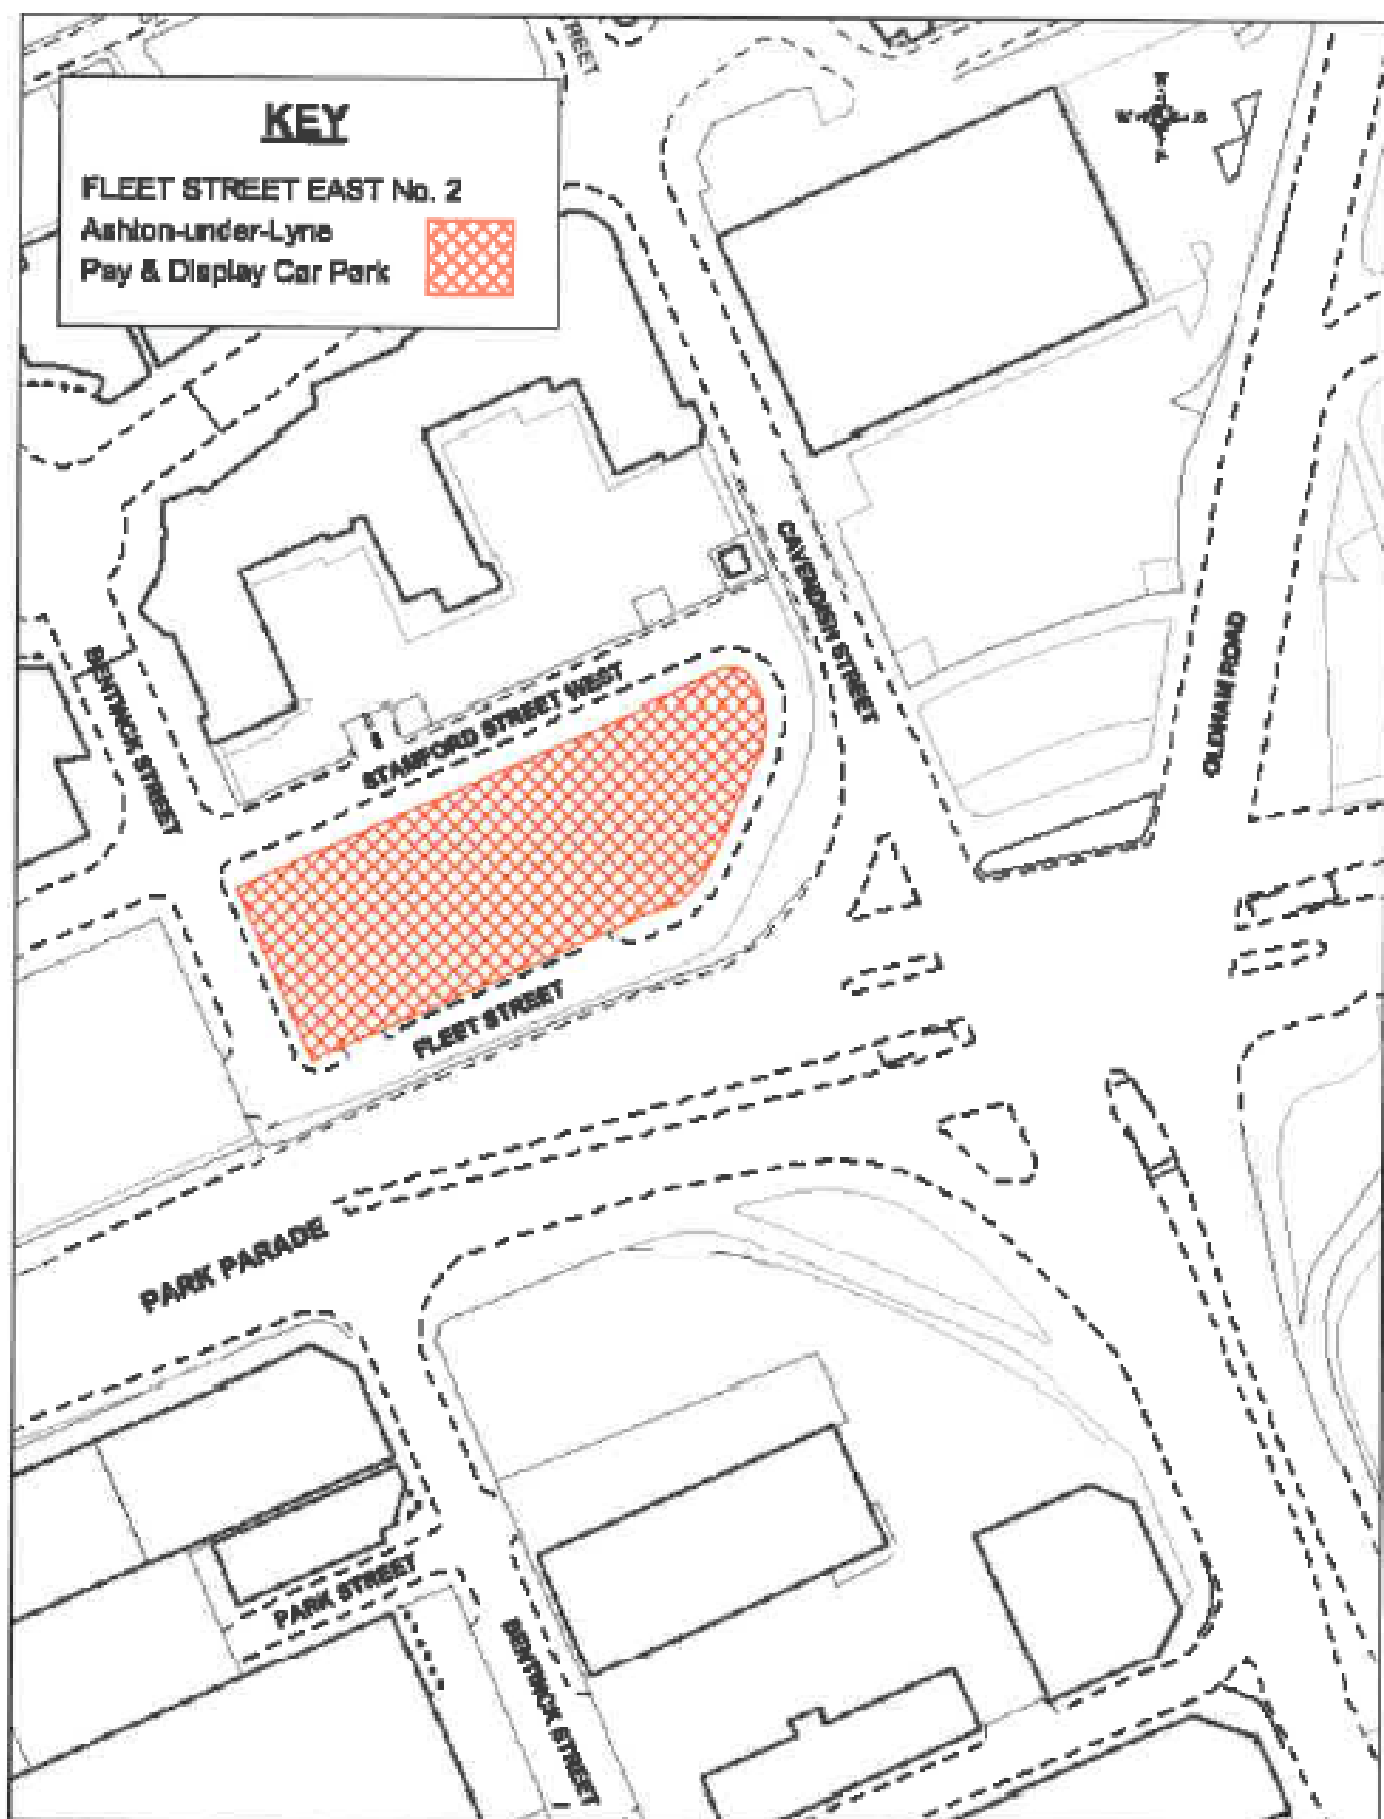 REET
KEY
FLEET STREET EAST No. 2
Ashton-under-Lyne
Pay & Display Car Park
N
W
E
S
CAVENDISH STREET
OLDHAM ROAD
BENTINCK STREET
STAMFORD STREET WEST
FLEET STREET
PARK PARADE
PARK STREET
BENTINCK STREET